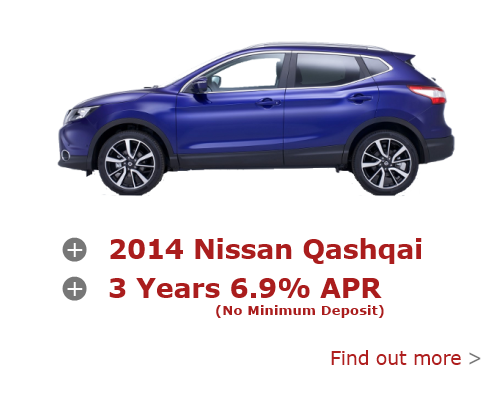 2014 Nissan Qashqai
3 Years 6.9% APR
(No Minimum Deposit)
Find out more >